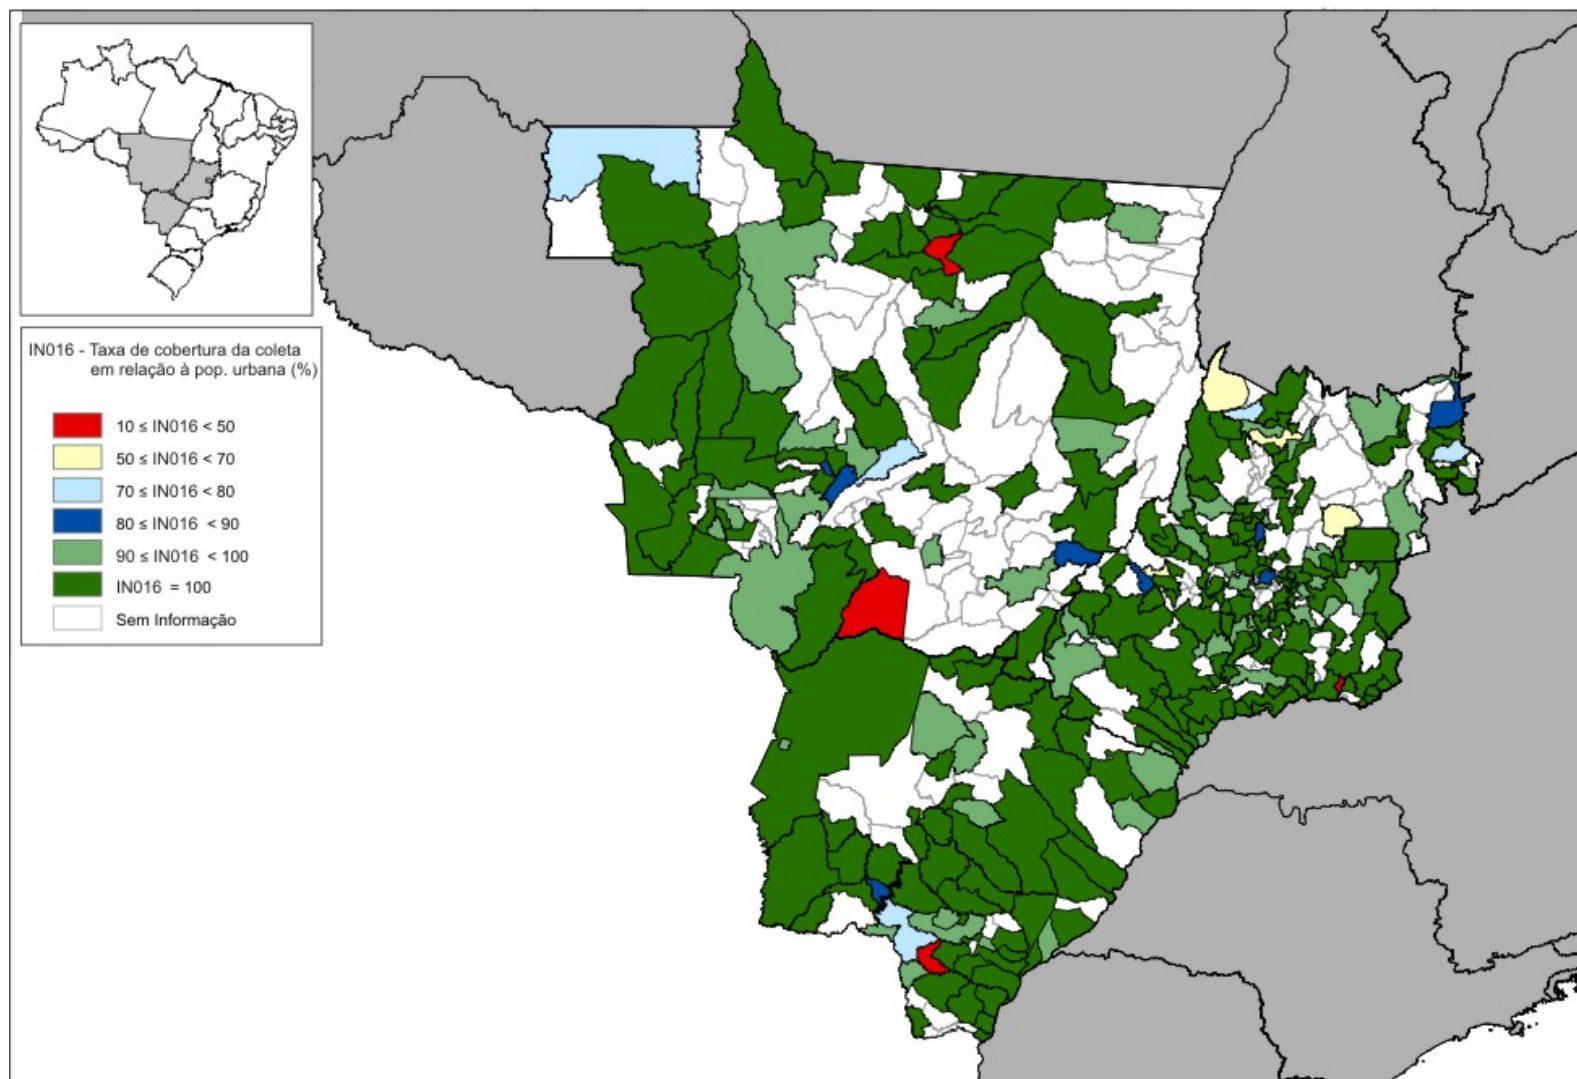 IN016 - Taxa de cobertura da coleta
em relação à pop. urbana (%)
10 ≤ IN016 < 50
50 ≤ IN016 < 70
70 ≤ IN016 < 80
80 ≤ IN016 < 90
90 ≤ IN016 < 100
IN016 = 100
Sem Informação